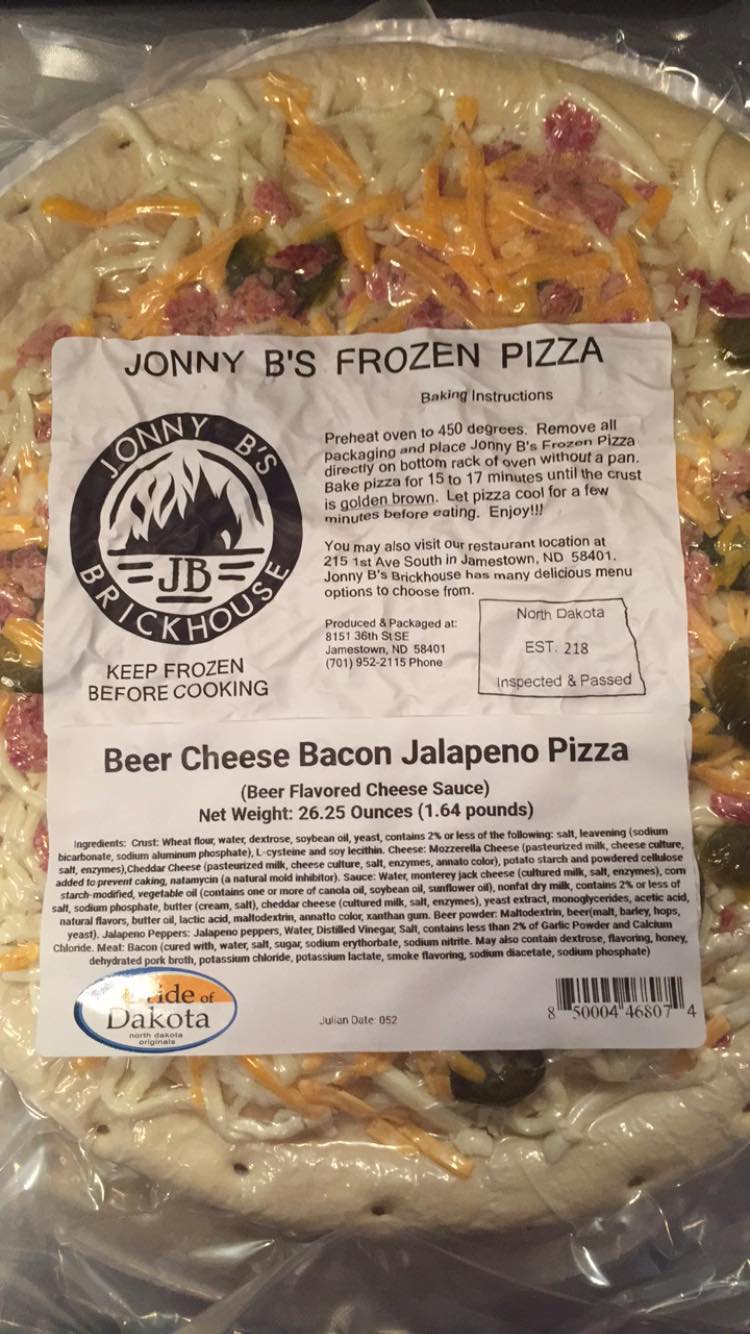 JONNY B'S FROZEN PIZZA
JONNY B'S
JB
BRICKHOUSE
KEEP FROZEN
BEFORE COOKING
Baking Instructions
Preheat oven to 450 degrees. Remove all
packaging and place Jonny B's Frozen Pizza
directly on bottom rack of oven without a pan.
Bake pizza for 15 to 17 minutes until the crust
is golden brown. Let pizza cool for a few
minutes before eating. Enjoy!!!
You may also visit our restaurant location at
215 1st Ave South in Jamestown, ND 58401.
Jonny B's Brickhouse has many delicious menu
options to choose from.
Produced & Packaged at:
8151 36th St SE
Jamestown, ND 58401
(701) 952-2115 Phone
North Dakota
EST. 218
Inspected & Passed
Beer Cheese Bacon Jalapeno Pizza
(Beer Flavored Cheese Sauce)
Net Weight: 26.25 Ounces (1.64 pounds)
Ingredients: Crust: Wheat flour, water, dextrose, soybean oil, yeast, contains 2% or less of the following: salt, leavening (sodium
bicarbonate, sodium aluminum phosphate), L-cysteine and soy lecithin. Cheese: Mozzerella Cheese (pasteurized milk, cheese culture,
salt, enzymes),Cheddar Cheese (pasteurized milk, cheese culture, salt, enzymes, annato color), potato starch and powdered cellulose
added to prevent caking, natamycin (a natural mold inhibitor). Sauce: Water, monterey jack cheese (cultured milk, salt, enzymes), corn
starch-modified, vegetable oil (contains one or more of canola oil, soybean oil, sunflower oil), nonfat dry milk, contains 2% or less of
salt, sodium phosphate, butter (cream, salt), cheddar cheese (cultured milk, salt, enzymes), yeast extract, monoglycerides, acetic acid,
natural flavors, butter oil, lactic acid, maltodextrin, annatto color, xanthan gum. Beer powder: Maltodextrin, beer(malt, barley, hops,
yeast). Jalapeno Peppers: Jalapeno peppers, Water, Distilled Vinegar, Salt, contains less than 2% of Garlic Powder and Calcium
Chloride. Meat: Bacon (cured with, water, salt, sugar, sodium erythorbate, sodium nitrite. May also contain dextrose, flavoring, honey,
dehydrated pork broth, potassium chloride, potassium lactate, smoke flavoring, sodium diacetate, sodium phosphate)
ride of
Dakota
north dakota
originals
Julian Date: 052
8 50004 46807 4